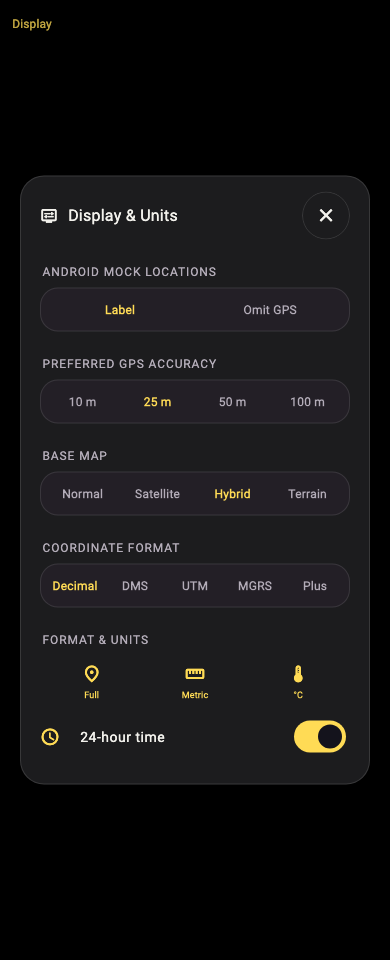 Display
Display & Units
ANDROID MOCK LOCATIONS
Label Omit GPS
PREFERRED GPS ACCURACY
10 m 25 m 50 m 100 m
BASE MAP
Normal Satellite Hybrid Terrain
COORDINATE FORMAT
Decimal DMS UTM MGRS Plus
FORMAT & UNITS
Full Metric °C
24-hour time